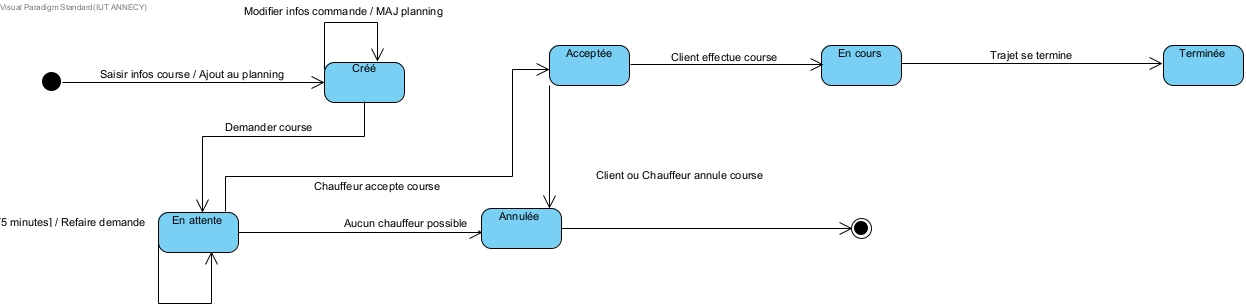 Visual Paradigm Standard(IUT ANNECY)
Modifier infos commande / MAJ planning
Acceptée
Client effectue course
En cours
Trajet se termine
Terminée
Saisir infos course / Ajout au planning
Créé
Demander course
Chauffeur accepte course
Client ou Chauffeur annule course
5 minutes] / Refaire demande
En attente
Aucun chauffeur possible
Annulée